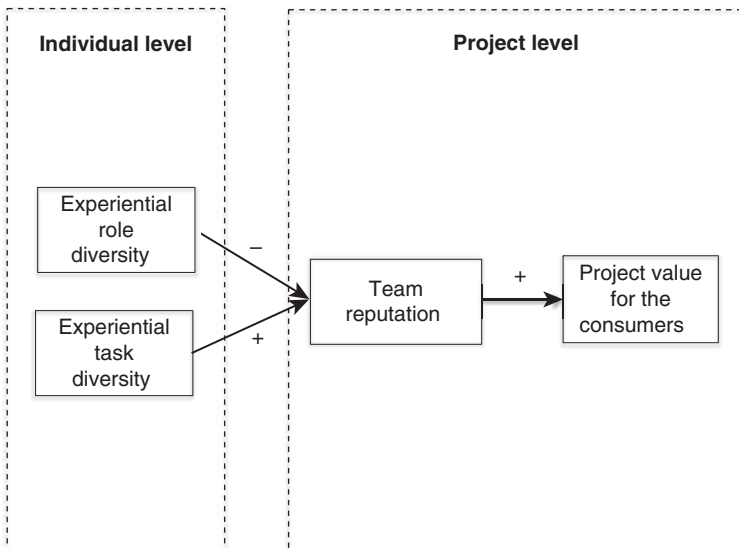 Individual level
Project level
Experiential
role
diversity
–
Experiential
task
diversity
+
Team
reputation
+
Project value
for the
consumers